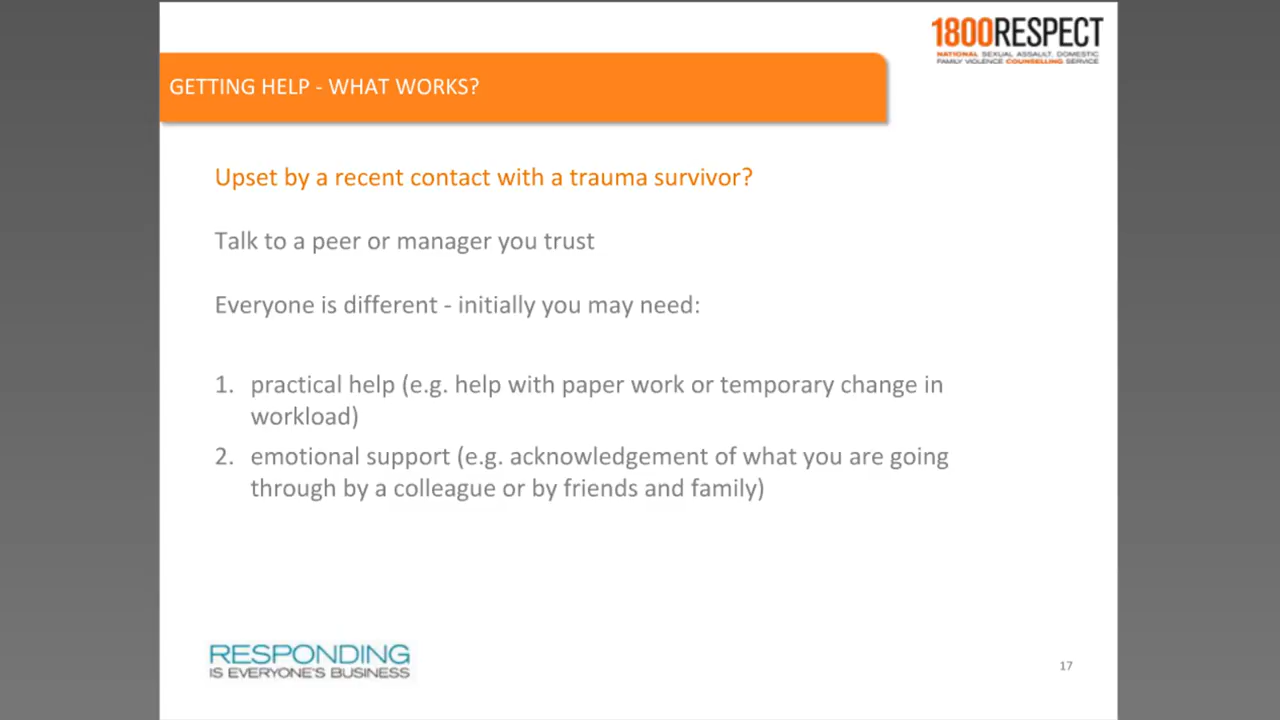 1800RESPECT
NATIONAL SEXUAL ASSAULT, DOMESTIC
FAMILY VIOLENCE COUNSELLING SERVICE
GETTING HELP - WHAT WORKS?
Upset by a recent contact with a trauma survivor?
Talk to a peer or manager you trust
Everyone is different - initially you may need:
1. practical help (e.g. help with paper work or temporary change in
workload)
2. emotional support (e.g. acknowledgement of what you are going
through by a colleague or by friends and family)
RESPONDING
IS EVERYONE'S BUSINESS
17